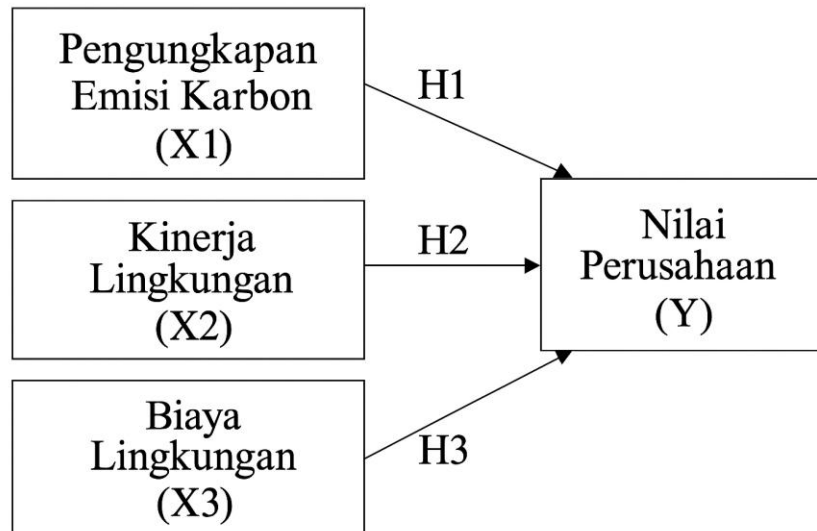 Pengungkapan
Emisi Karbon
(X1)
H1
Kinerja
Lingkungan
(X2)
H2
Nilai
Perusahaan
(Y)
Biaya
Lingkungan
(X3)
H3